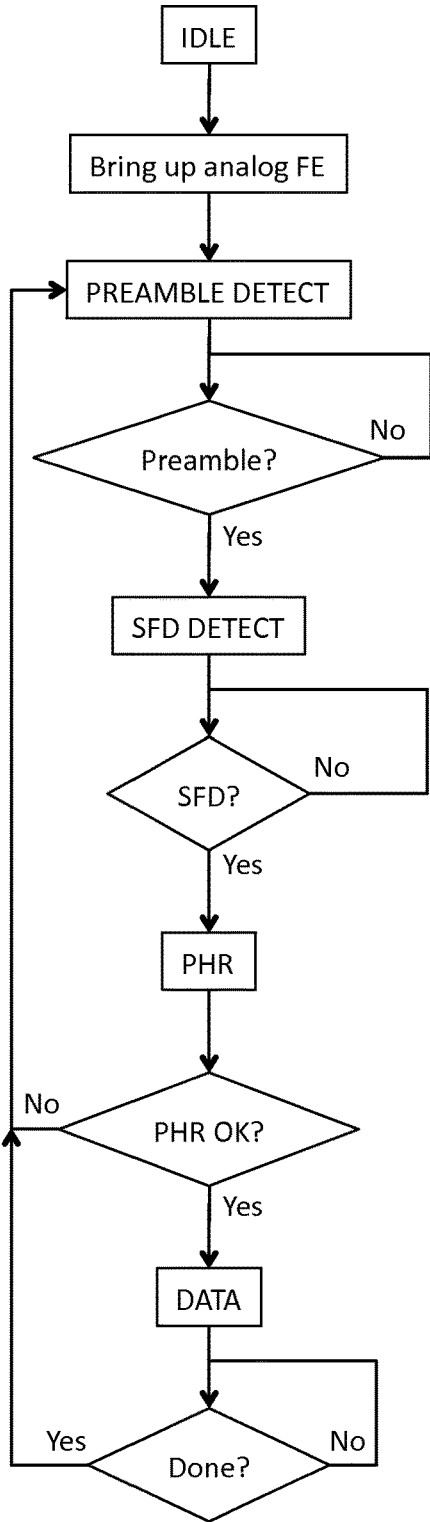 IDLE
Bring up analog FE
PREAMBLE DETECT
No
Preamble?
Yes
SFD DETECT
No
SFD?
Yes
PHR
No
PHR OK?
Yes
DATA
Yes
No
Done?